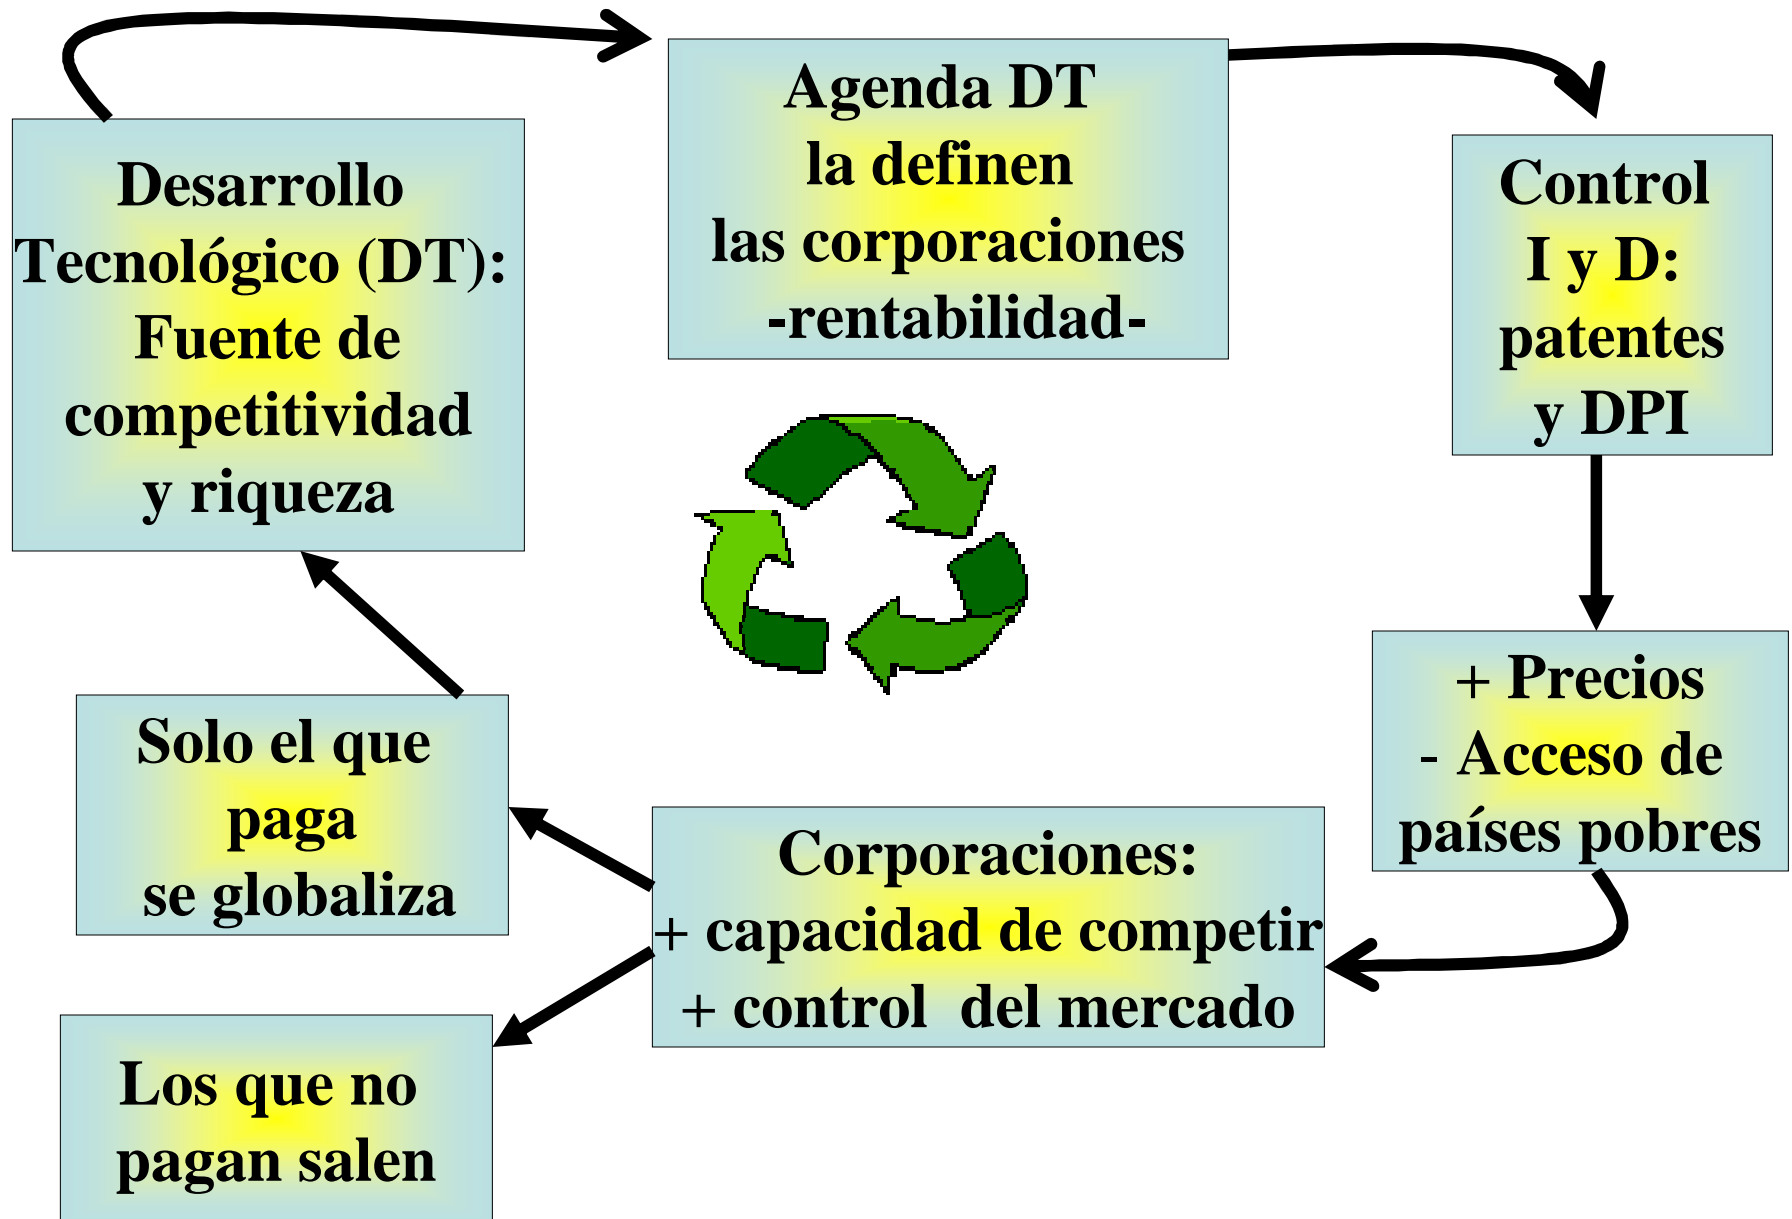 Desarrollo
Tecnológico (DT):
Fuente de
competitividad
y riqueza
Agenda DT
la definen
las corporaciones
-rentabilidad-
Control
I y D:
patentes
y DPI
+ Precios
- Acceso de
países pobres
Corporaciones:
+ capacidad de competir
+ control del mercado
Solo el que
paga
se globaliza
Los que no
pagan salen